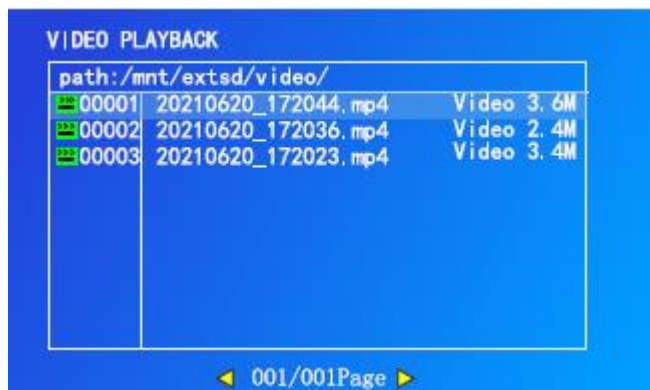 VIDEO PLAYBACK
path:/mnt/extsd/video/
00001 20210620_172044.mp4 Video 3.6M
00002 20210620_172036.mp4 Video 2.4M
00003 20210620_172023.mp4 Video 3.4M
001/001Page